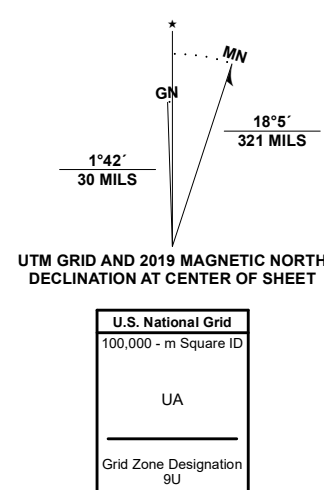 ★
MN
GN
18°5´
321 MILS
1°42´
30 MILS
UTM GRID AND 2019 MAGNETIC NORTH
DECLINATION AT CENTER OF SHEET
U.S. National Grid
100,000 - m Square ID
UA
Grid Zone Designation
9U